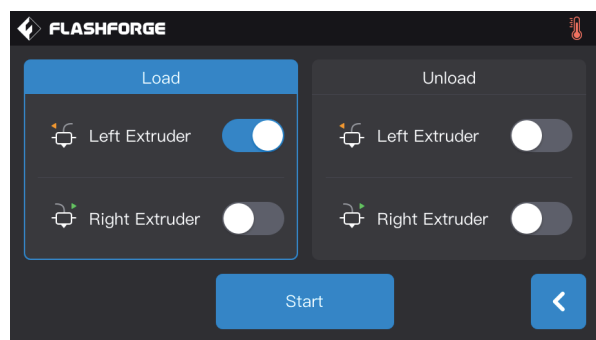 FLASHFORGE
Load
Unload
Left Extruder
Left Extruder
Right Extruder
Right Extruder
Start